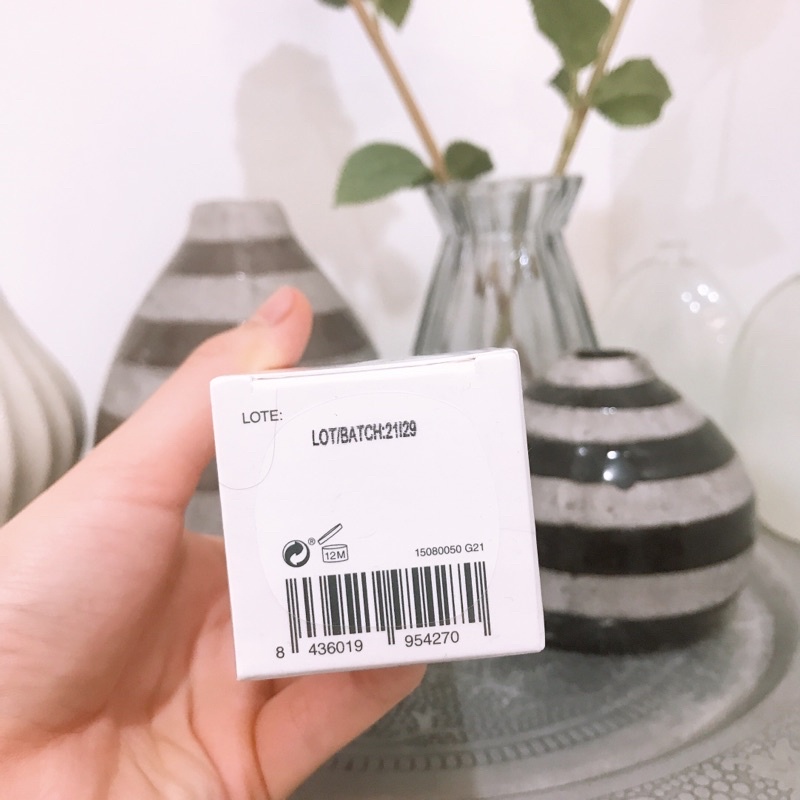 LOTE:
LOT/BATCH:21I29
® 12M
15080050 G21
8 436019 954270